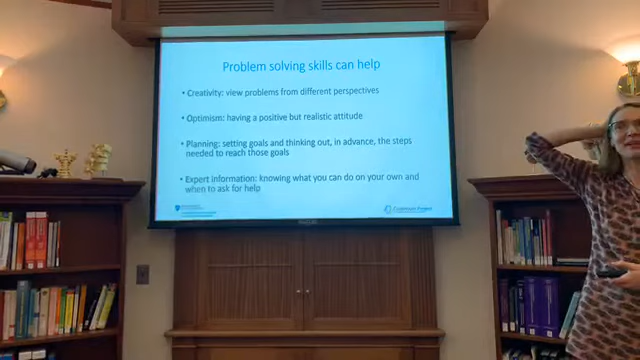 Problem solving skills can help
• Creativity: view problems from different perspectives
• Optimism: having a positive but realistic attitude
• Planning: setting goals and thinking out, in advance, the steps
needed to reach those goals
• Expert information: knowing what you can do on your own and
when to ask for help